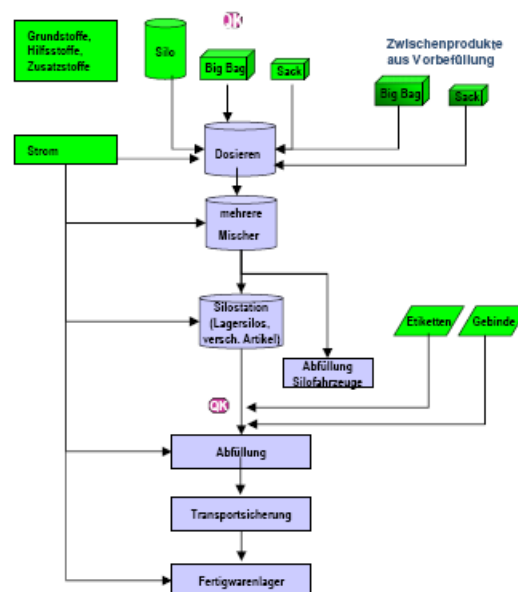 QK
Grundstoffe,
Hilfsstoffe,
Zusatzstoffe
Silo
Big Bag
Sack
Zwischenprodukte
aus Vorbefüllung
Big Bag
Sack
Strom
Dosieren
mehrere
Mischer
Silostation
(Lagersilos,
versch. Artikel)
Etiketten
Gebinde
Abfüllung
Silofahrzeuge
QK
Abfüllung
Transportsicherung
Fertigwarenlager